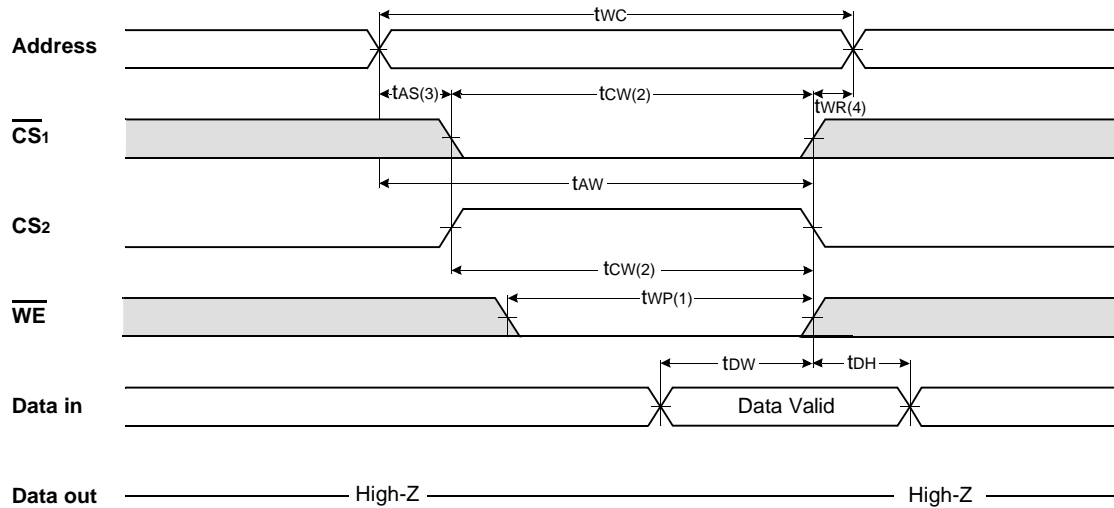 tWC
Address
tAS(3) tCW(2) tWR(4)
CS1
tAW
CS2
tCW(2)
WE tWP(1)
tDW tDH
Data in Data Valid
Data out High-Z High-Z